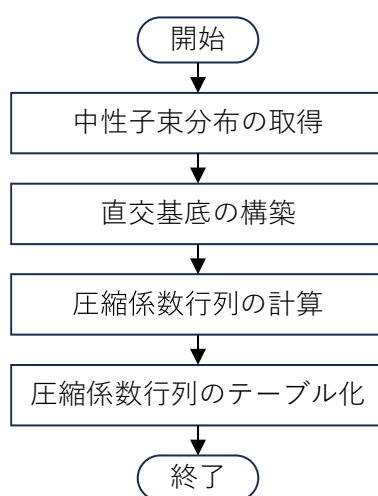 開始
中性子束分布の取得
直交基底の構築
圧縮係数行列の計算
圧縮係数行列のテーブル化
終了